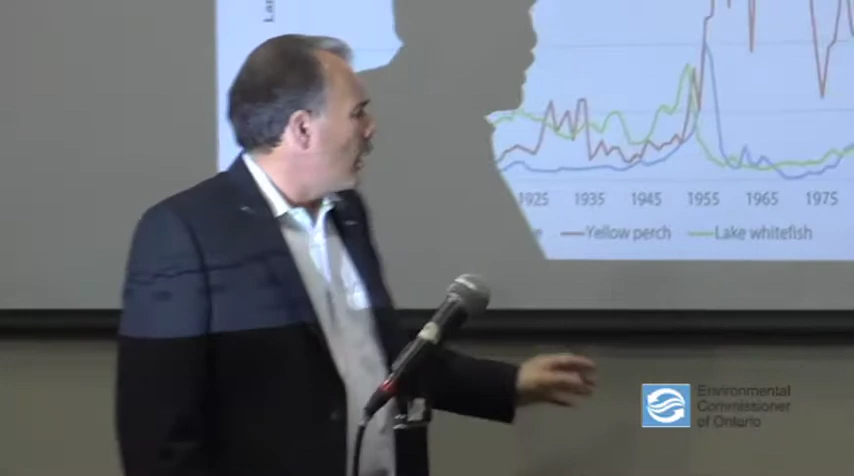 1925 1935 1945 1955 1965 1975
Yellow perch Lake whitefish
Environmental
Commissioner
of Ontario